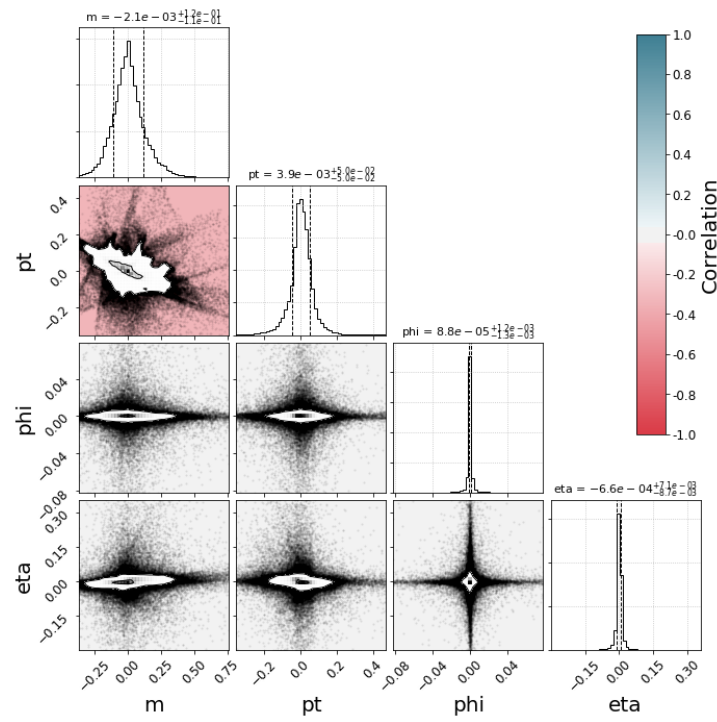 m = −2.1e − 03+1.2e−01 −1.1e−01
pt = 3.9e − 03+5.0e−02 −5.0e−02
phi = 8.8e − 05+1.2e−03 −1.3e−03
eta = −6.6e − 04+7.1e−03 −8.7e−03
1.0
0.8
0.6
0.4
0.2
-0.0
-0.2
-0.4
-0.6
-0.8
-1.0
Correlation
pt
0.4
0.2
0.0
−0.2
phi
0.04
0.00
−0.04
−0.08
eta
0.30
0.15
0.00
−0.15
−0.25 0.00 0.25 0.50 0.75
−0.2 0.0 0.2 0.4
−0.08 −0.04 0.00 0.04
−0.15 0.00 0.15 0.30
m pt phi eta